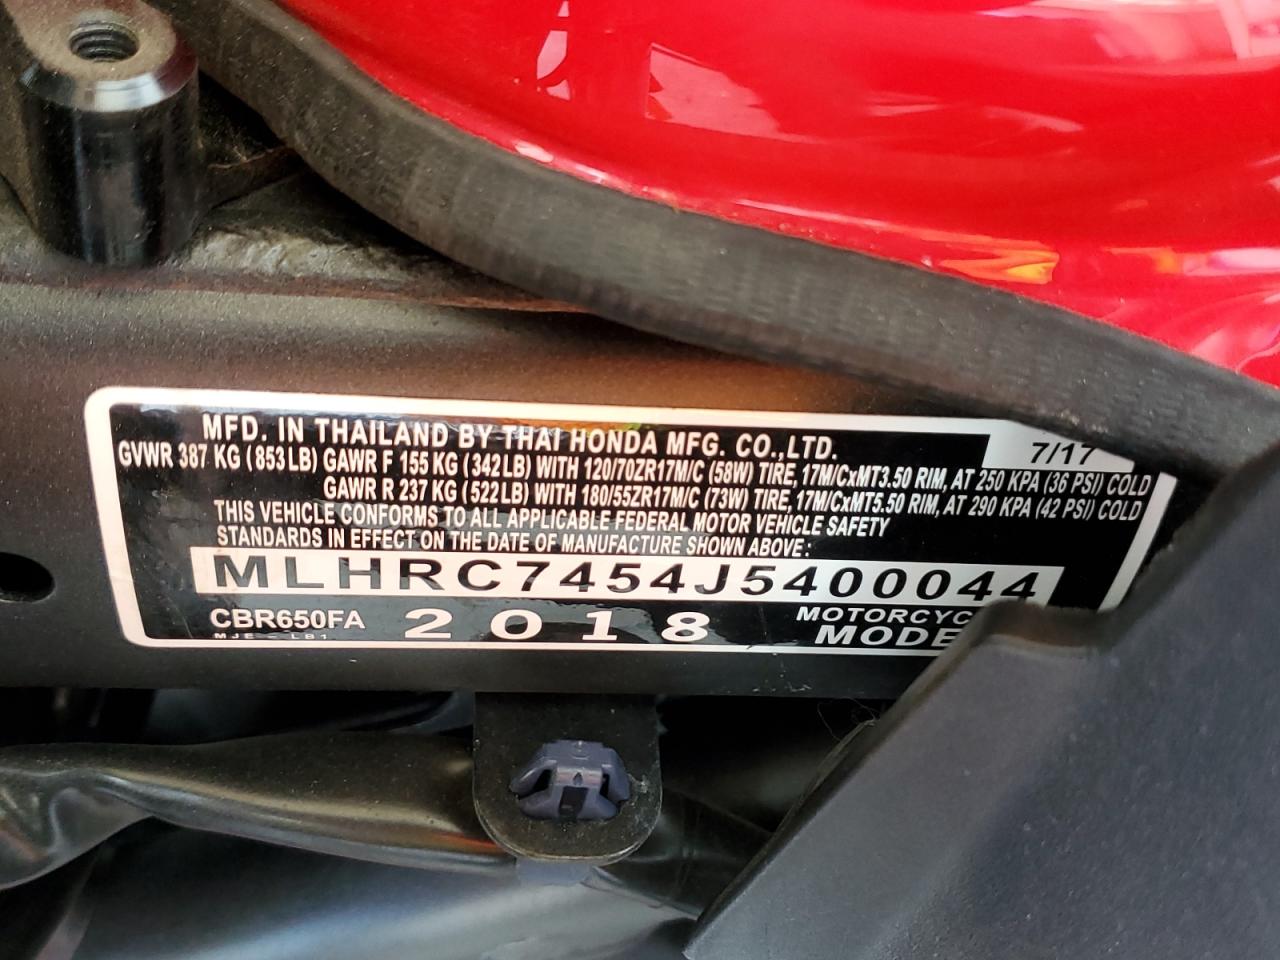 MFD. IN THAILAND BY THAI HONDA MFG. CO.,LTD.
7/17
GVWR 387 KG (853 LB) GAWR F 155 KG (342LB) WITH 120/70ZR17M/C (58W) TIRE, 17M/CxMT3.50 RIM, AT 250 KPA (36 PSI) COLD
GAWR R 237 KG (522 LB) WITH 180/55ZR17M/C (73W) TIRE, 17M/CxMT5.50 RIM, AT 290 KPA (42 PSI) COLD
THIS VEHICLE CONFORMS TO ALL APPLICABLE FEDERAL MOTOR VEHICLE SAFETY
STANDARDS IN EFFECT ON THE DATE OF MANUFACTURE SHOWN ABOVE:
MLHRC7454J5400044
CBR650FA 2018 MOTORCYC
MODE